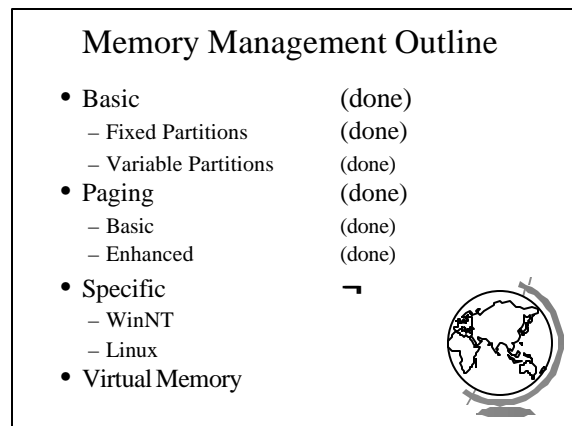 Memory Management Outline
• Basic (done)
– Fixed Partitions (done)
– Variable Partitions (done)
• Paging (done)
– Basic (done)
– Enhanced (done)
• Specific ¬
– WinNT
– Linux
• Virtual Memory